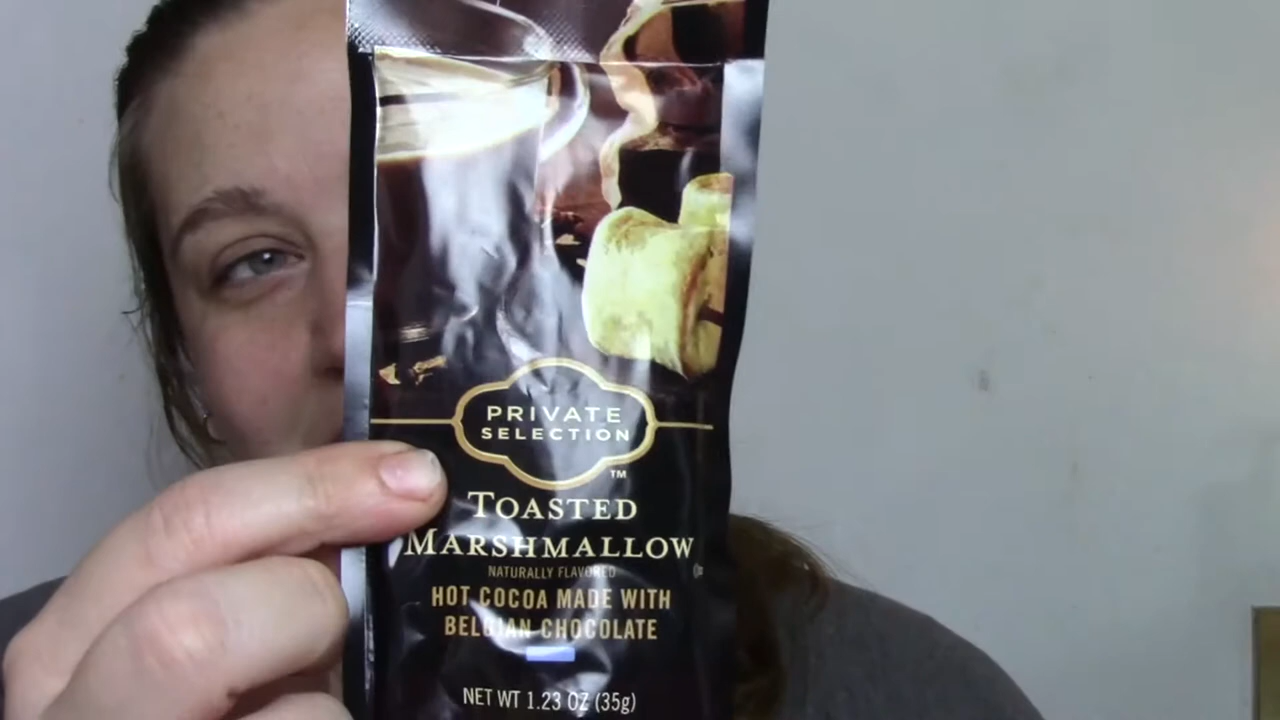 PRIVATE
SELECTION
TM
TOASTED
MARSHMALLOW
NATURALLY FLAVORED
HOT COCOA MADE WITH
BELGIAN CHOCOLATE
NET WT 1.23 OZ (35g)